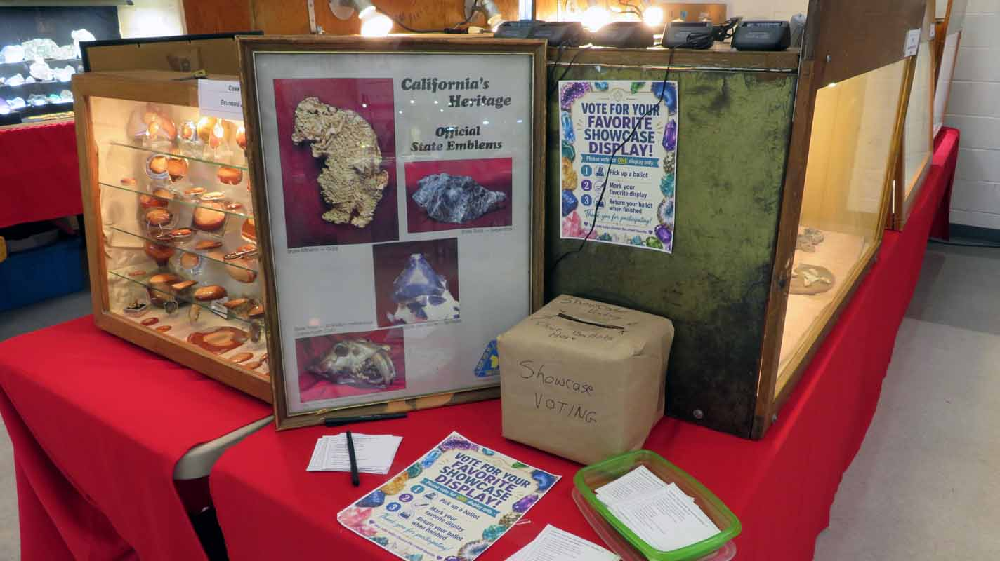 Case
Bruneau J
California's
Heritage
Official
State Emblems
State Mineral — Gold
State Rock — Serpentine
VOTE FOR YOUR
FAVORITE
SHOWCASE
DISPLAY!
Please vote for ONE display only.
1 Pick up a ballot
2 Mark your
favorite display
3 Return your ballot
when finished
Thank you for participating!
Showcase
Voting
Place Ballots
Here
Showcase
VOTING
VOTE FOR YOUR
FAVORITE
SHOWCASE
DISPLAY!
Please vote for ONE display only.
1 Pick up a ballot
2 Mark your
favorite display
3 Return your ballot
when finished
Thank you for participating!